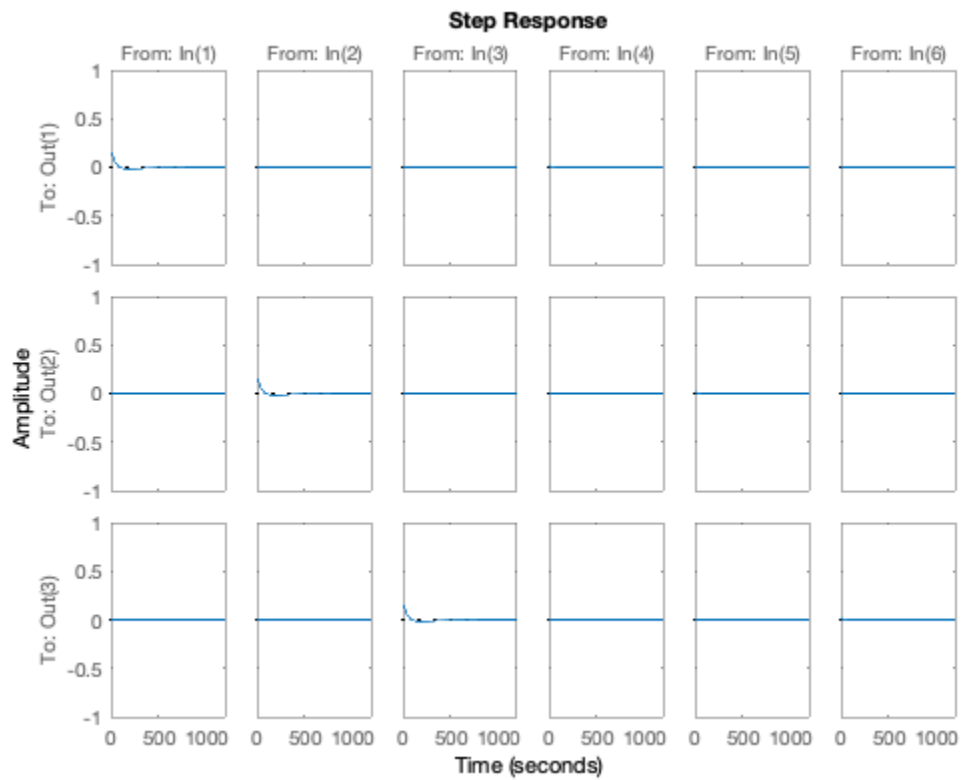 Step Response
From: In(1) From: In(2) From: In(3) From: In(4) From: In(5) From: In(6)
1
0.5
0
-0.5
-1
To: Out(1)
1
0.5
0
-0.5
-1
To: Out(2)
Amplitude
1
0.5
0
-0.5
-1
To: Out(3)
0 500 1000 0 500 1000 0 500 1000 0 500 1000 0 500 1000 0 500 1000
Time (seconds)